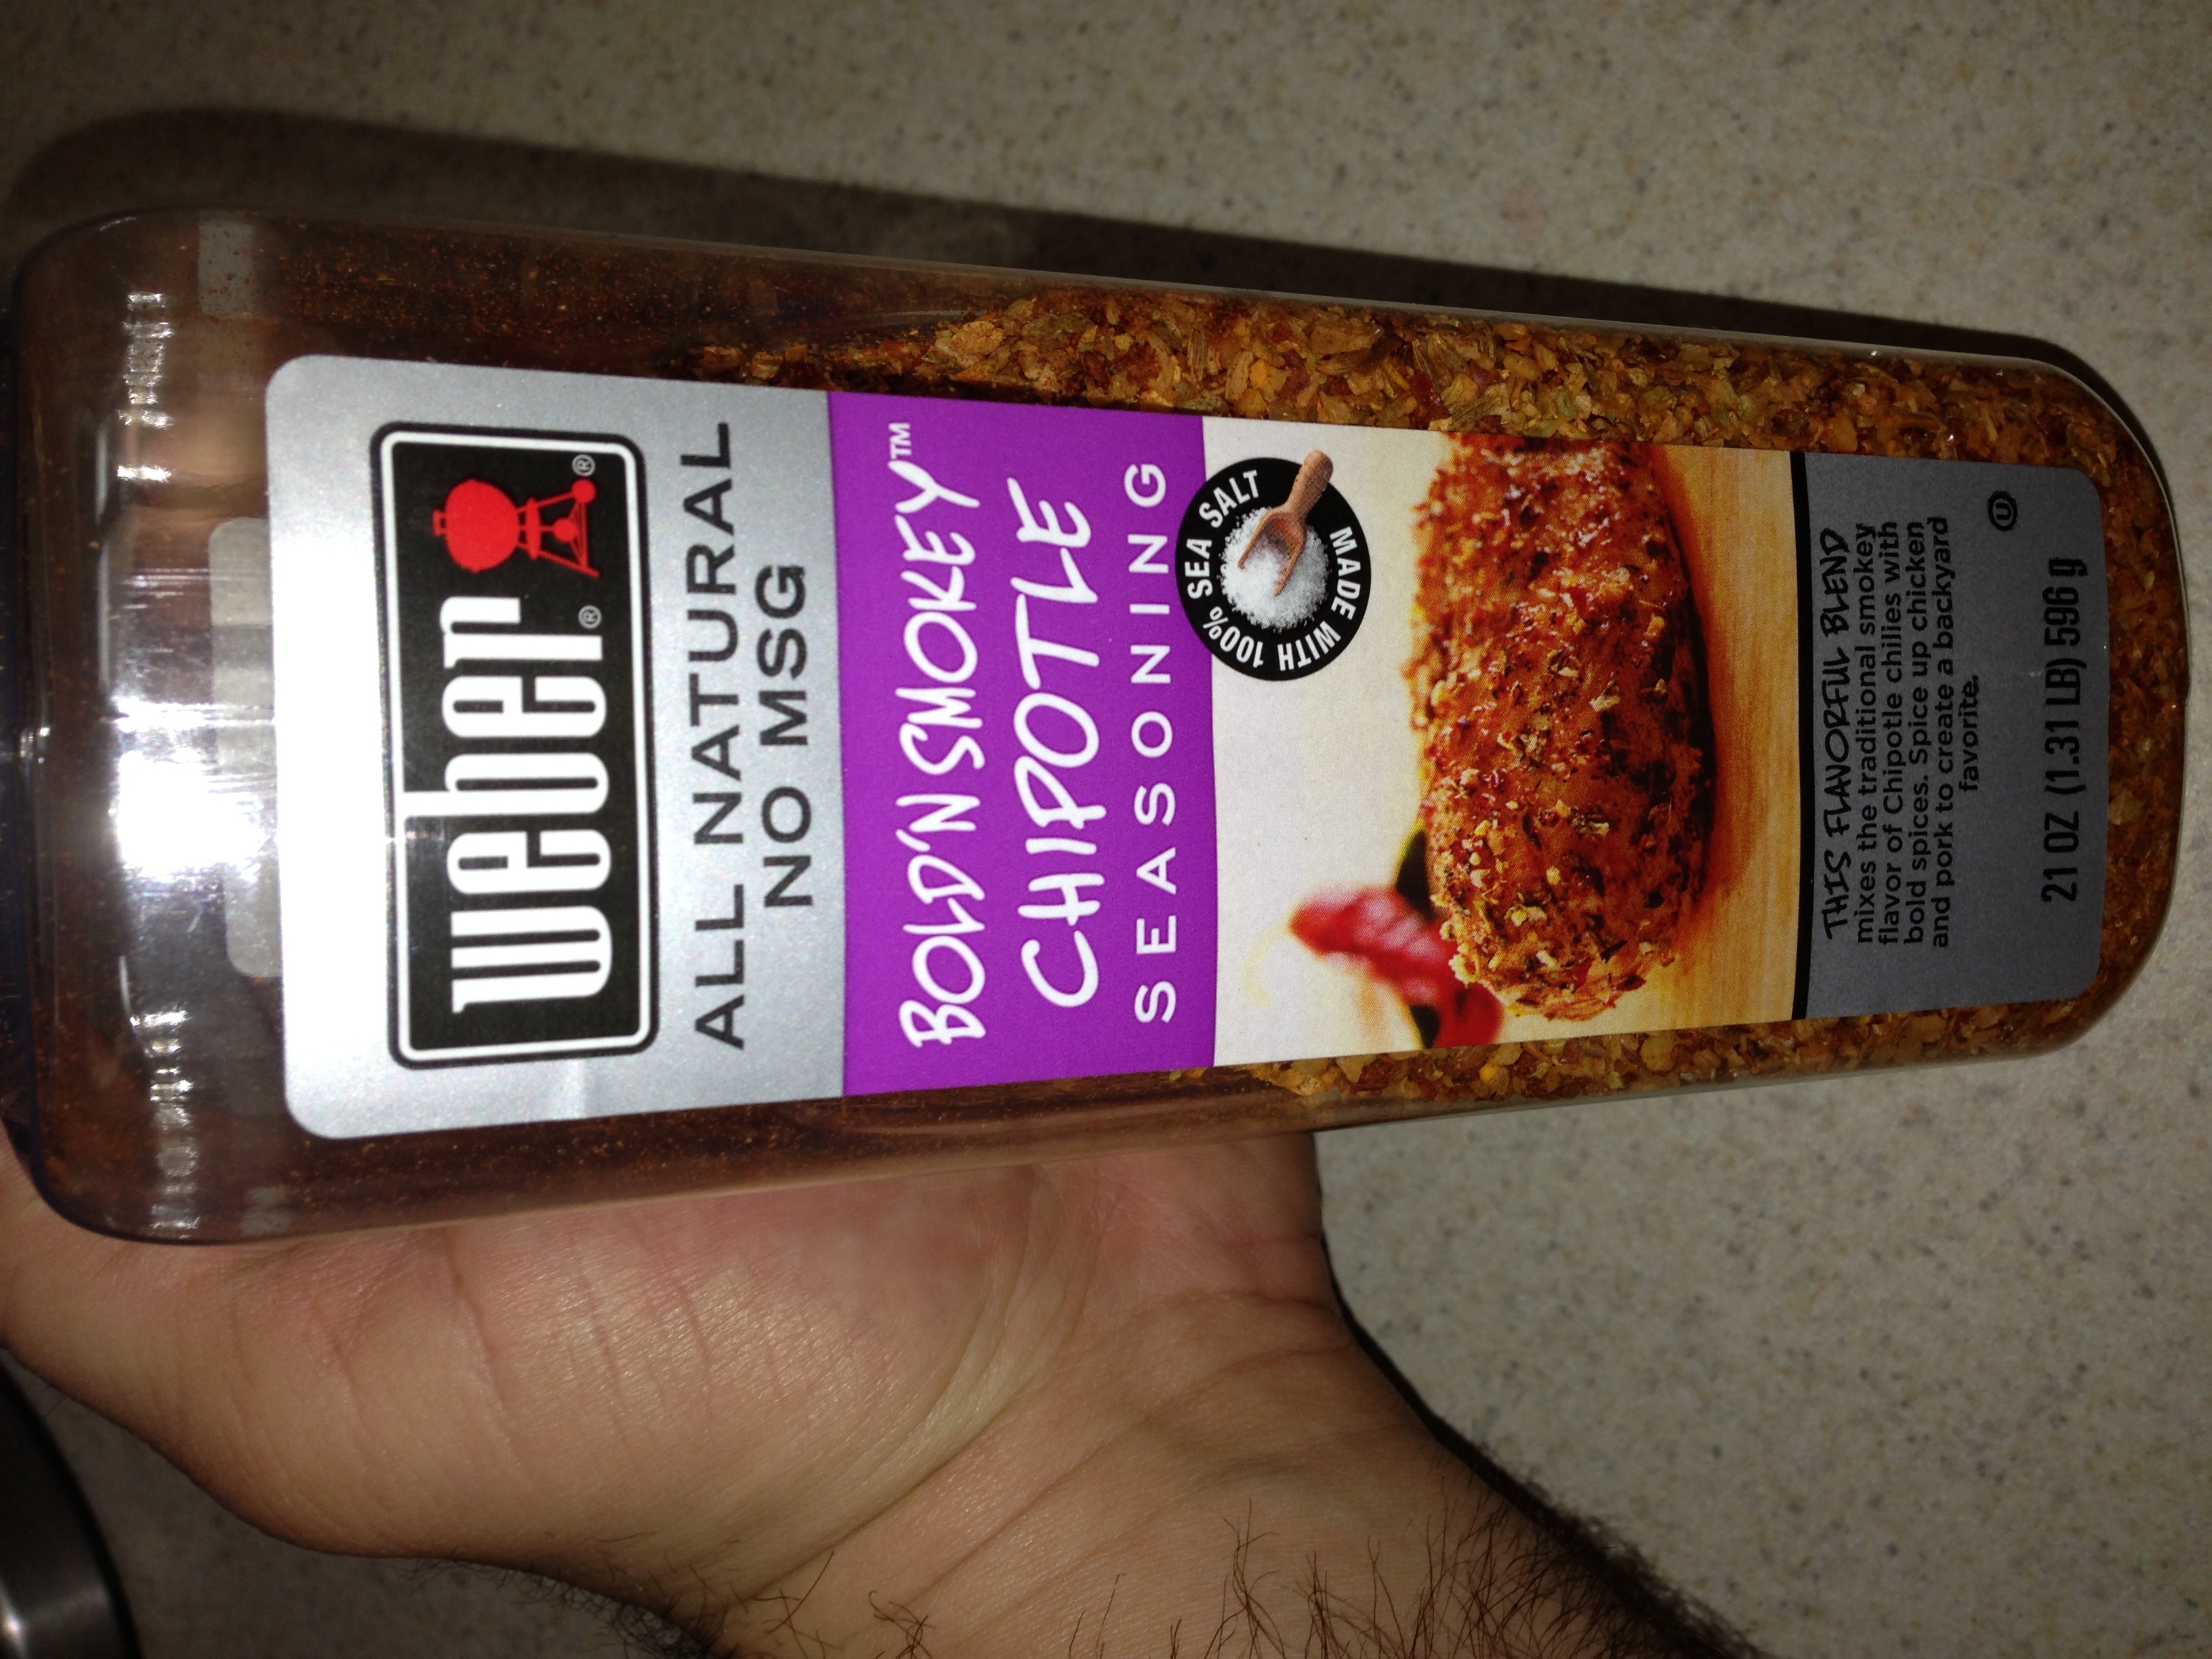 weber®
®
ALL NATURAL
NO MSG
BOLD'N SMOKEY™
CHIPOTLE
SEASONING
MADE WITH 100% SEA SALT
THIS FLAVORFUL BLEND
mixes the traditional smokey
flavor of Chipotle chilies with
bold spices. Spice up chicken
and pork to create a backyard
favorite.
U
21 OZ (1.31 LB) 596 g